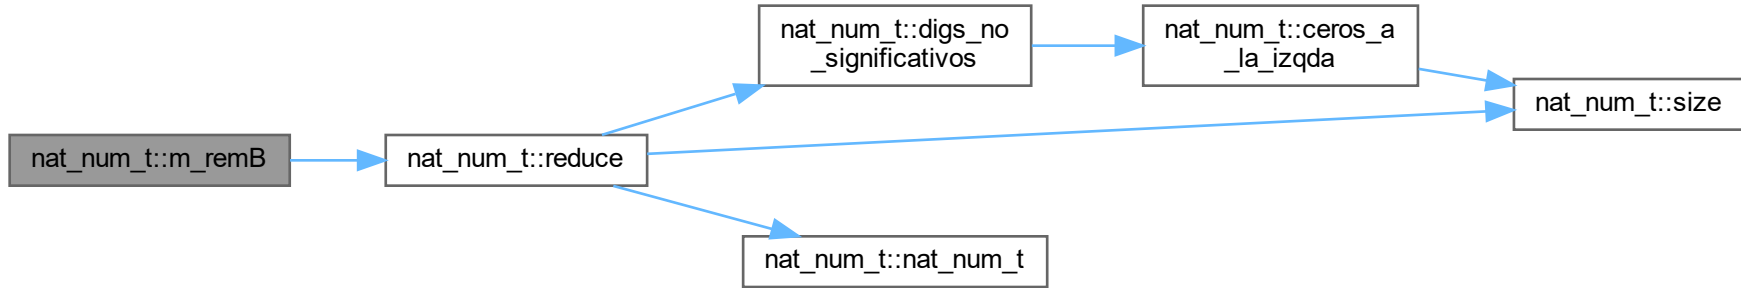 nat_num_t::m_remB
nat_num_t::reduce
nat_num_t::digs_no
_significativos
nat_num_t::ceros_a
_la_izqda
nat_num_t::size
nat_num_t::nat_num_t